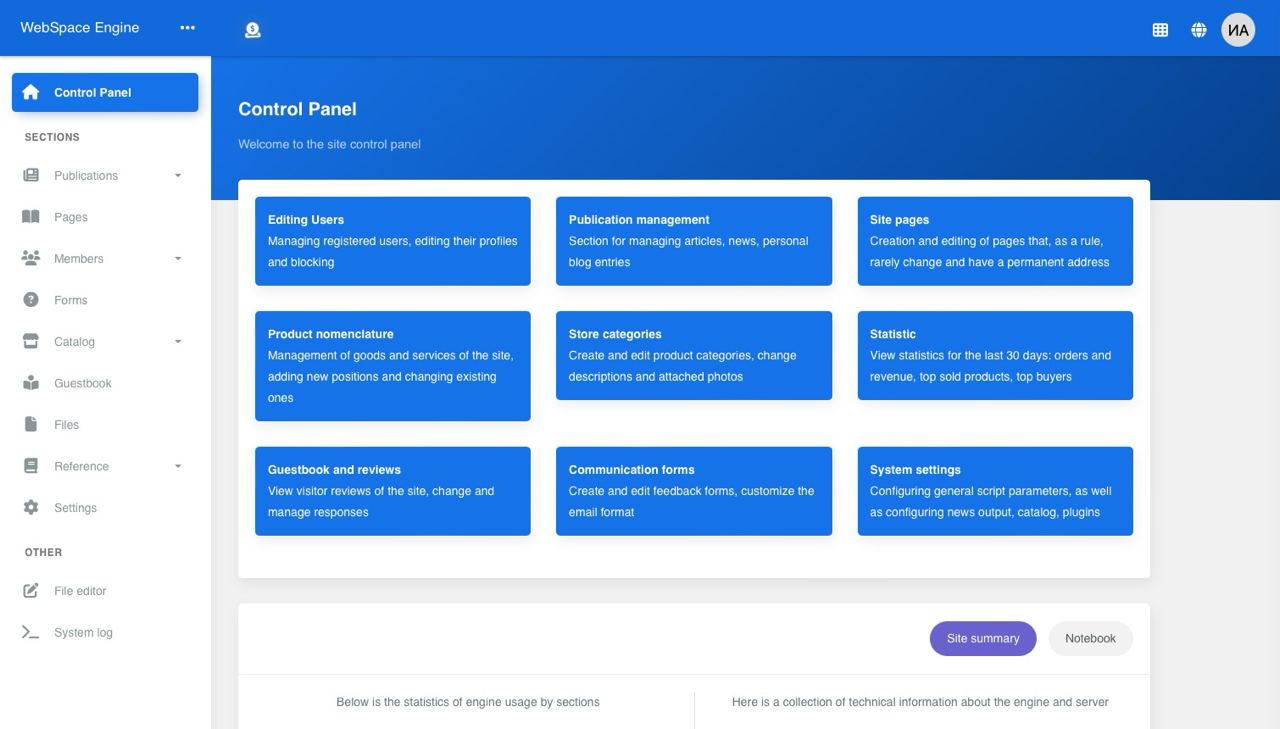 WebSpace Engine
ИА
Control Panel
SECTIONS
Publications
Pages
Members
Forms
Catalog
Guestbook
Files
Reference
Settings
OTHER
File editor
System log
Control Panel
Welcome to the site control panel
Editing Users
Managing registered users, editing their profiles
and blocking
Publication management
Section for managing articles, news, personal
blog entries
Site pages
Creation and editing of pages that, as a rule,
rarely change and have a permanent address
Product nomenclature
Management of goods and services of the site,
adding new positions and changing existing
ones
Store categories
Create and edit product categories, change
descriptions and attached photos
Statistic
View statistics for the last 30 days: orders and
revenue, top sold products, top buyers
Guestbook and reviews
View visitor reviews of the site, change and
manage responses
Communication forms
Create and edit feedback forms, customize the
email format
System settings
Configuring general script parameters, as well
as configuring news output, catalog, plugins
Site summary
Notebook
Below is the statistics of engine usage by sections
Here is a collection of technical information about the engine and server